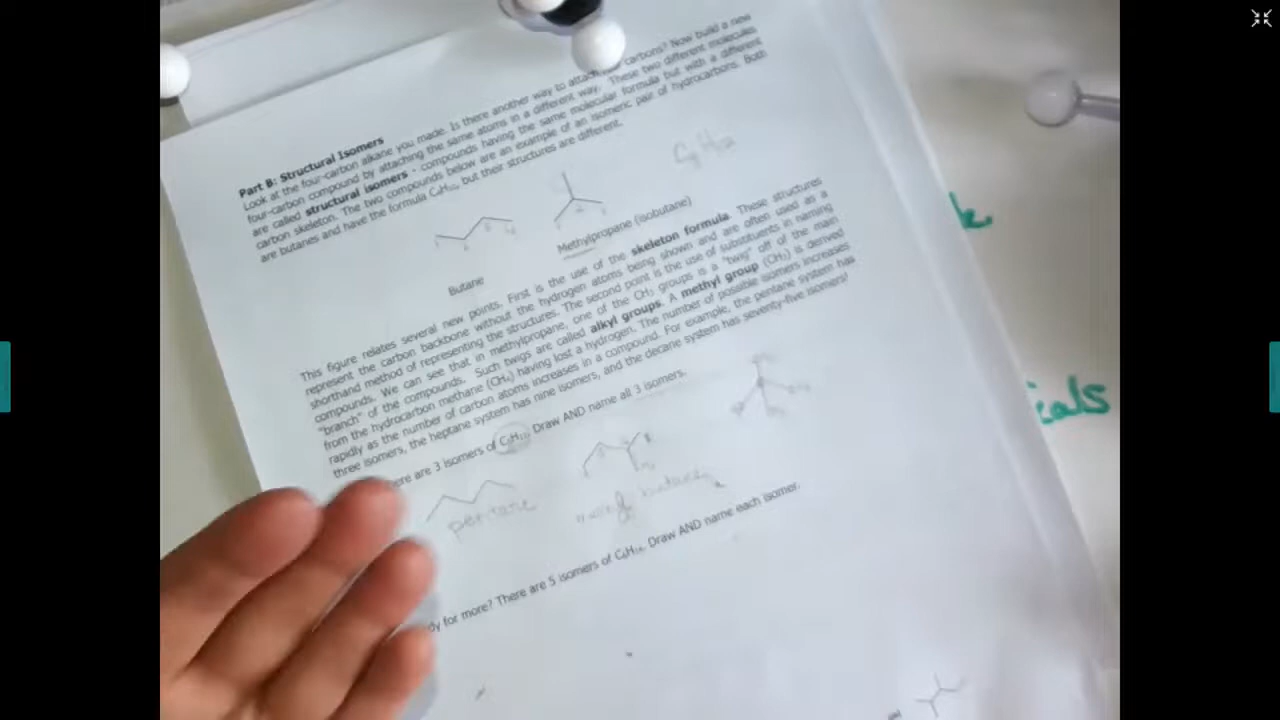 Part B: Structural Isomers
Look at the four-carbon alkane you made. Is there another way to attach carbons? Now build a new
four-carbon compound by attaching the same atoms in a different way. These two different molecules
are called structural isomers - compounds having the same molecular formula but with a different
carbon skeleton. The two compounds below are an example of an isomeric pair of hydrocarbons. Both
are butanes and have the formula C₄H₁₀, but their structures are different.
Butane
Methylpropane (isobutane)
This figure relates several new points. First is the use of the skeleton formula. These structures
represent the carbon backbone without the hydrogen atoms being shown and are often used as a
shorthand method of representing the structures. The second point is the use of substituents in naming
compounds. We can see that in methylpropane, one of the CH₃ groups is a "twig" off of the main
"branch" of the compounds. Such twigs are called alkyl groups. A methyl group (CH₃) is derived
from the hydrocarbon methane (CH₄) having lost a hydrogen. The number of possible isomers increases
rapidly as the number of carbon atoms increases in a compound. For example, the pentane system has
three isomers, the heptane system has nine isomers, and the decane system has seventy-five isomers!
ere are 3 isomers of C₅H₁₂. Draw AND name all 3 isomers.
pentane
butane
dy for more? There are 5 isomers of C₆H₁₄. Draw AND name each isomer.